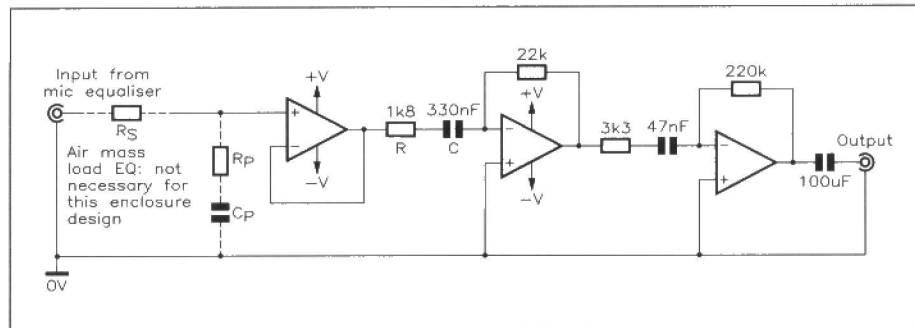 Input from
mic equaliser
RS
Air mass
load EQ: not
necessary for
this enclosure
design
RP
CP
0V
+V
+
−
−V
1k8
R
330nF
C
22k
+V
−
+
−V
3k3
47nF
220k
−
+
Output
100uF